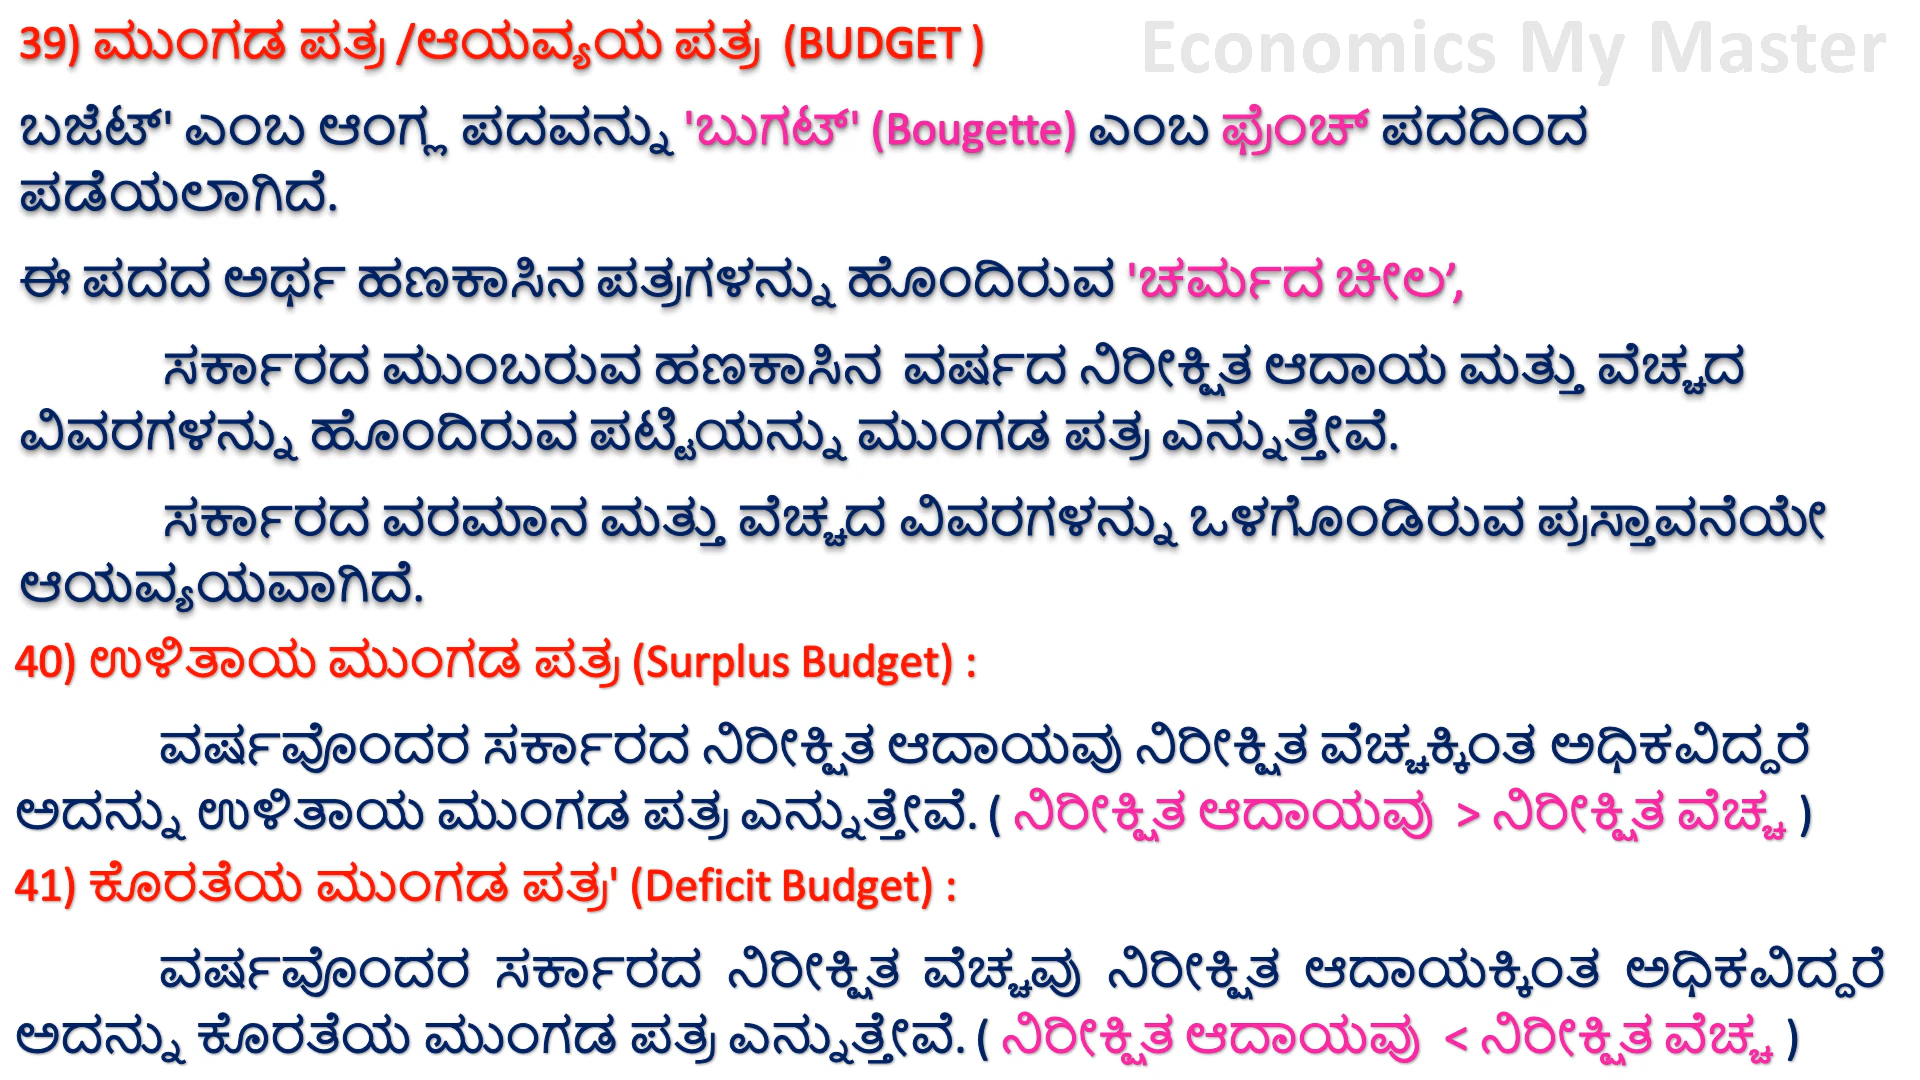 39) ಮುಂಗಡ ಪತ್ರ /ಆಯವ್ಯಯ ಪತ್ರ (BUDGET )
Economics My Master
ಬಜೆಟ್' ಎಂಬ ಆಂಗ್ಲ ಪದವನ್ನು 'ಬುಗಟ್' (Bougette) ಎಂಬ ಫ್ರೆಂಚ್ ಪದದಿಂದ
ಪಡೆಯಲಾಗಿದೆ.
ಈ ಪದದ ಅರ್ಥ ಹಣಕಾಸಿನ ಪತ್ರಗಳನ್ನು ಹೊಂದಿರುವ 'ಚರ್ಮದ ಚೀಲ’,
ಸರ್ಕಾರದ ಮುಂಬರುವ ಹಣಕಾಸಿನ ವರ್ಷದ ನಿರೀಕ್ಷಿತ ಆದಾಯ ಮತ್ತು ವೆಚ್ಚದ
ವಿವರಗಳನ್ನು ಹೊಂದಿರುವ ಪಟ್ಟಿಯನ್ನು ಮುಂಗಡ ಪತ್ರ ಎನ್ನುತ್ತೇವೆ.
ಸರ್ಕಾರದ ವರಮಾನ ಮತ್ತು ವೆಚ್ಚದ ವಿವರಗಳನ್ನು ಒಳಗೊಂಡಿರುವ ಪ್ರಸ್ತಾವನೆಯೇ
ಆಯವ್ಯಯವಾಗಿದೆ.
40) ಉಳಿತಾಯ ಮುಂಗಡ ಪತ್ರ (Surplus Budget) :
ವರ್ಷವೊಂದರ ಸರ್ಕಾರದ ನಿರೀಕ್ಷಿತ ಆದಾಯವು ನಿರೀಕ್ಷಿತ ವೆಚ್ಚಕ್ಕಿಂತ ಅಧಿಕವಿದ್ದರೆ
ಅದನ್ನು ಉಳಿತಾಯ ಮುಂಗಡ ಪತ್ರ ಎನ್ನುತ್ತೇವೆ. ( ನಿರೀಕ್ಷಿತ ಆದಾಯವು > ನಿರೀಕ್ಷಿತ ವೆಚ್ಚ )
41) ಕೊರತೆಯ ಮುಂಗಡ ಪತ್ರ' (Deficit Budget) :
ವರ್ಷವೊಂದರ ಸರ್ಕಾರದ ನಿರೀಕ್ಷಿತ ವೆಚ್ಚವು ನಿರೀಕ್ಷಿತ ಆದಾಯಕ್ಕಿಂತ ಅಧಿಕವಿದ್ದರೆ
ಅದನ್ನು ಕೊರತೆಯ ಮುಂಗಡ ಪತ್ರ ಎನ್ನುತ್ತೇವೆ. ( ನಿರೀಕ್ಷಿತ ಆದಾಯವು < ನಿರೀಕ್ಷಿತ ವೆಚ್ಚ )